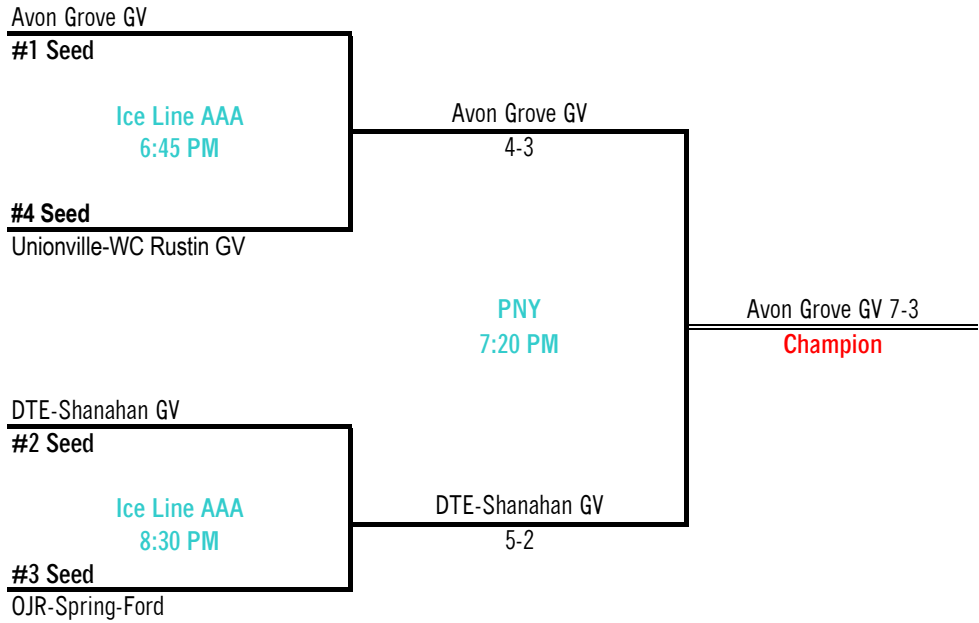 Avon Grove GV
#1 Seed
Ice Line AAA
6:45 PM
Avon Grove GV
4-3
#4 Seed
Unionville-WC Rustin GV
PNY
7:20 PM
Avon Grove GV 7-3
Champion
DTE-Shanahan GV
#2 Seed
Ice Line AAA
8:30 PM
DTE-Shanahan GV
5-2
#3 Seed
OJR-Spring-Ford